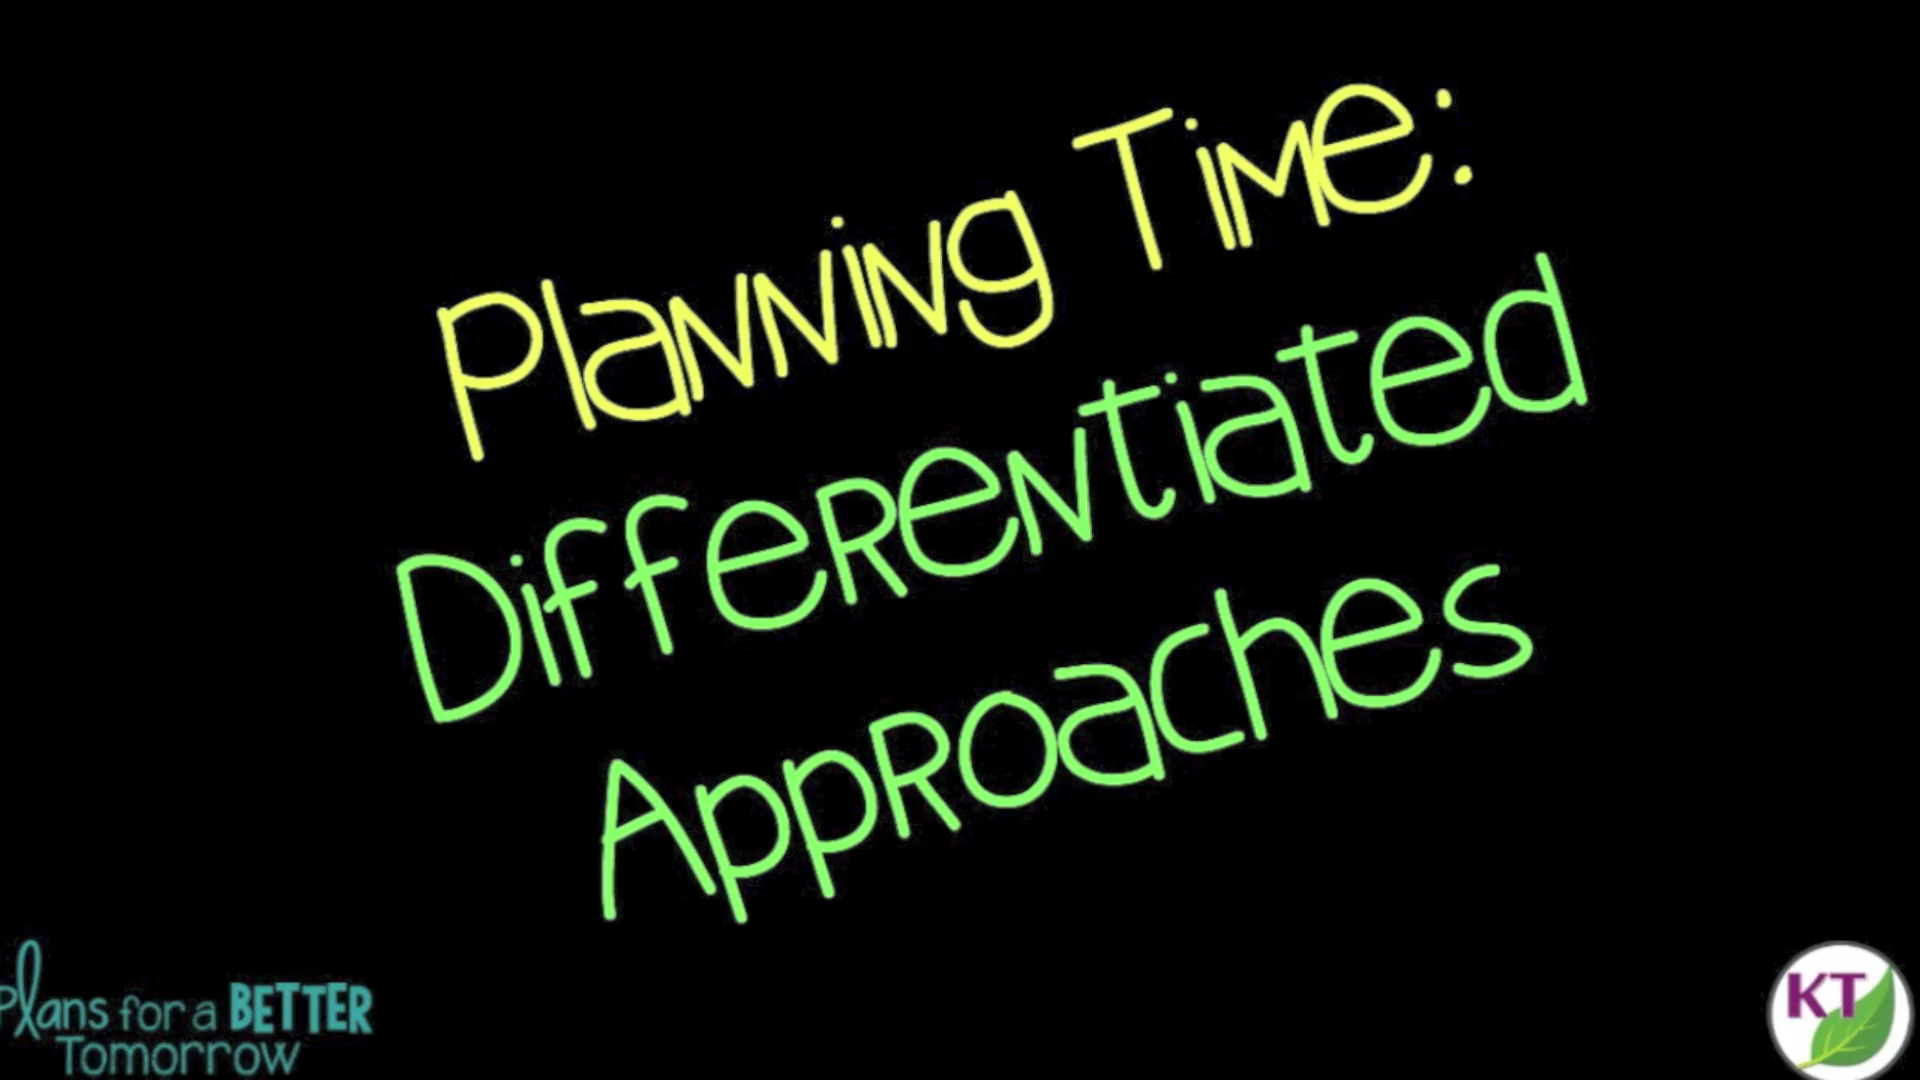 Planning Time:
Differentiated
Approaches
Plans for a BETTER
Tomorrow
KT